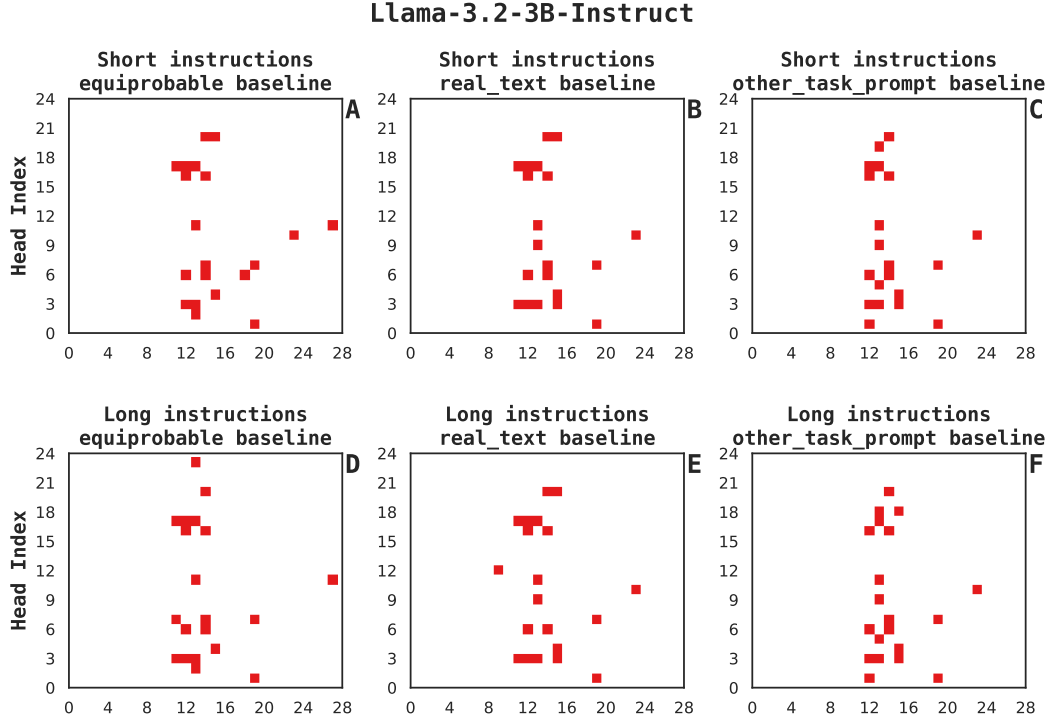 Llama-3.2-3B-Instruct
Short instructions
equiprobable baseline
A
Short instructions
real_text baseline
B
Short instructions
other_task_prompt baseline
C
Head Index
24
21
18
15
12
9
6
3
0
0 4 8 12 16 20 24 28
24
21
18
15
12
9
6
3
0
0 4 8 12 16 20 24 28
24
21
18
15
12
9
6
3
0
0 4 8 12 16 20 24 28
Long instructions
equiprobable baseline
D
Long instructions
real_text baseline
E
Long instructions
other_task_prompt baseline
F
Head Index
24
21
18
15
12
9
6
3
0
0 4 8 12 16 20 24 28
24
21
18
15
12
9
6
3
0
0 4 8 12 16 20 24 28
24
21
18
15
12
9
6
3
0
0 4 8 12 16 20 24 28